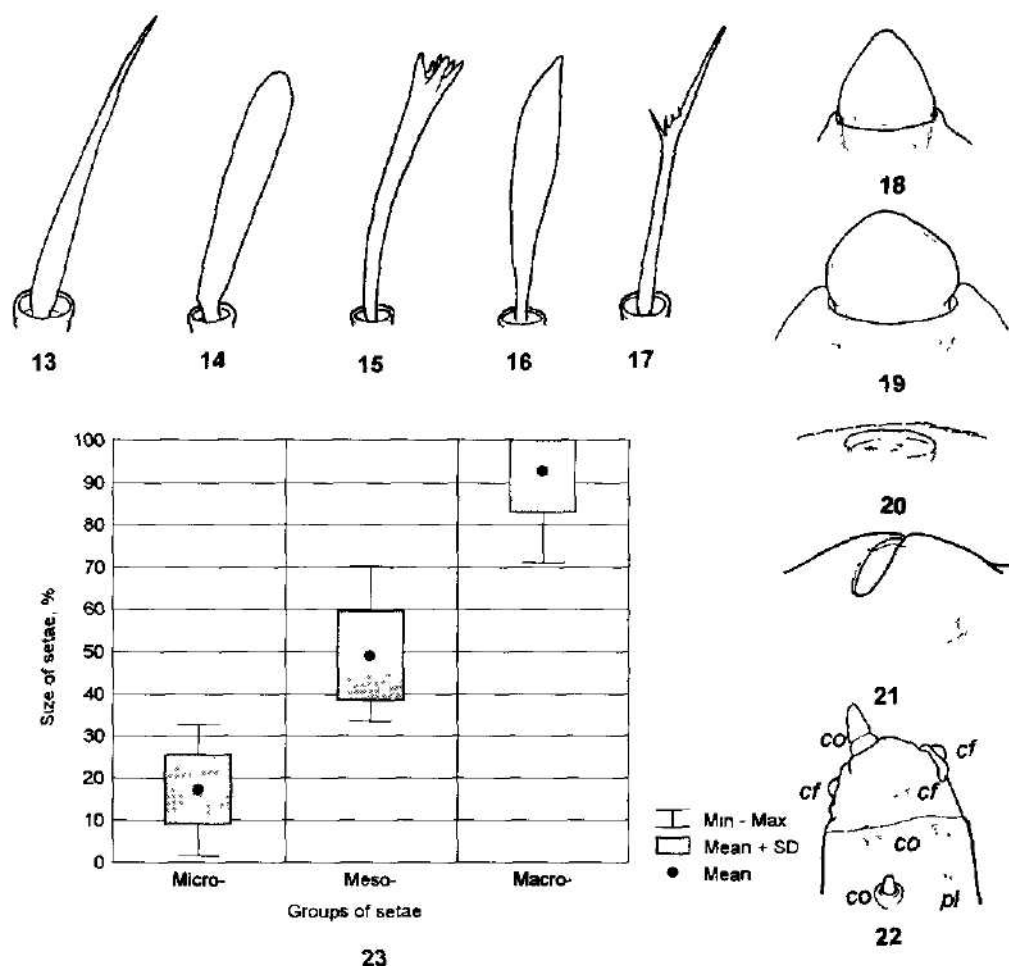 13 14 15 16 17
18
19
20
21
co cf
cf cf
co
co pl
22
100
90
80
70
60
50
40
30
20
10
0
Size of setae, %
Micro- Meso- Macro-
Groups of setae
Min - Max
Mean + SD
Mean
23